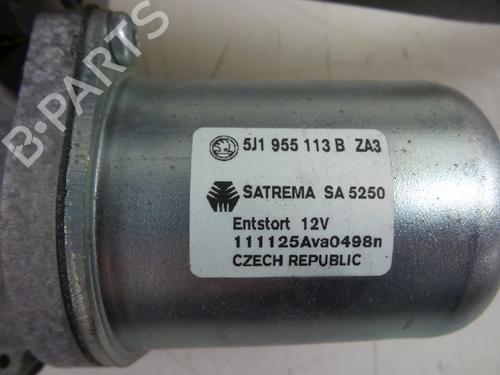 B-PARTS
5J1 955 113 B ZA3
SATREMA SA 5250
Entstort 12V
111125Ava0498n
CZECH REPUBLIC